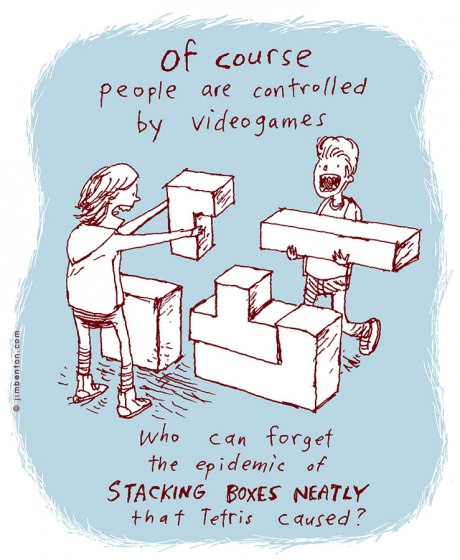 Of course
people are controlled
by videogames
Who can forget
the epidemic of
STACKING BOXES NEATLY
that Tetris caused?
© jimbenton.com